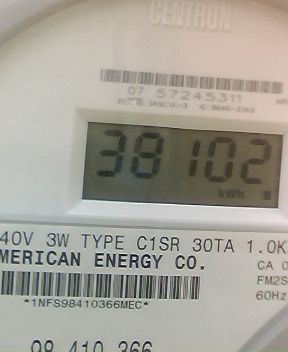 CENTRON
07 57245311
38102
kWh
40V 3W TYPE C1SR 30TA 1.0K
MERICAN ENERGY CO.
CA 0
FM2S
60Hz
*1NFS98410366MEC*
98 410 366